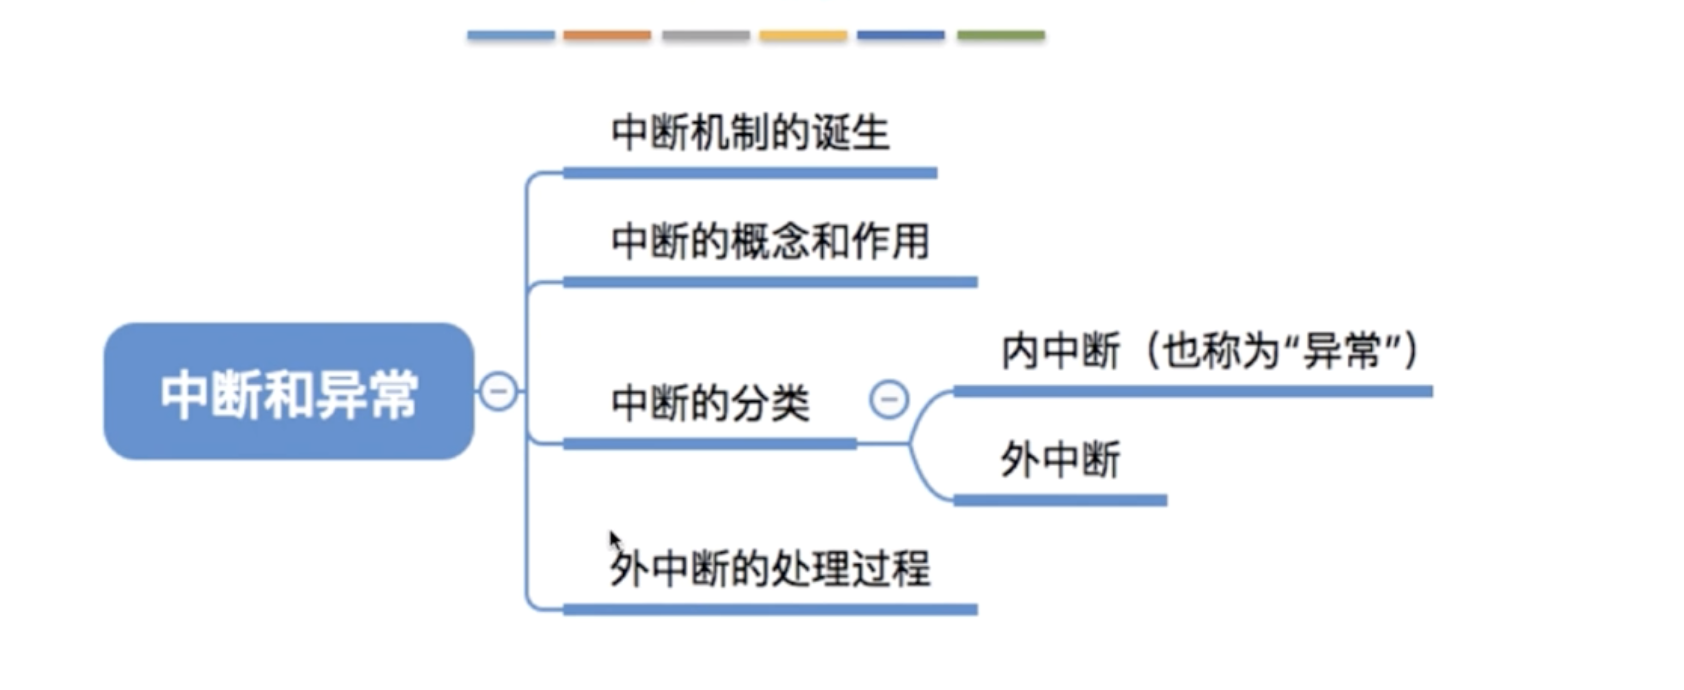 中断机制的诞生
中断的概念和作用
中断和异常
中断的分类
内中断（也称为“异常”）
外中断
外中断的处理过程